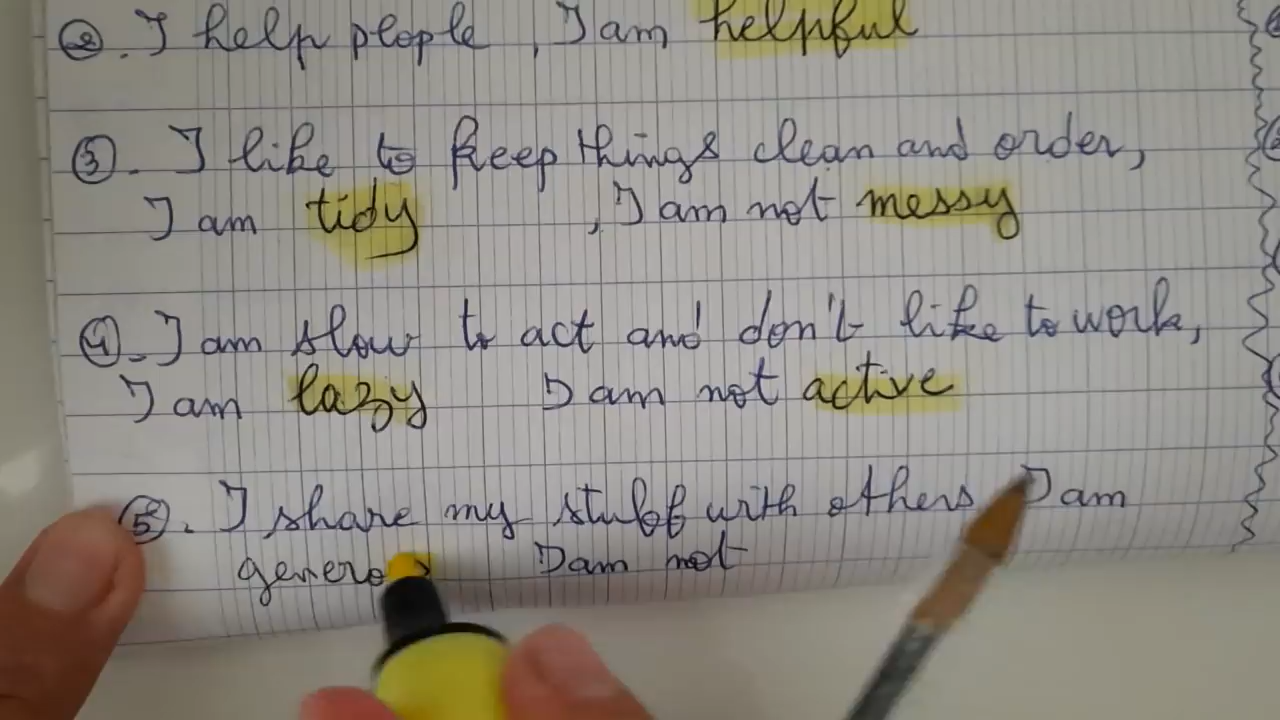 ②. I help people, I am helpful
③. I like to keep things clean and order,
I am tidy , I am not messy
④. I am slow to act and don't like to work,
I am lazy I am not active
⑤. I share my stuff with others I am
I am not